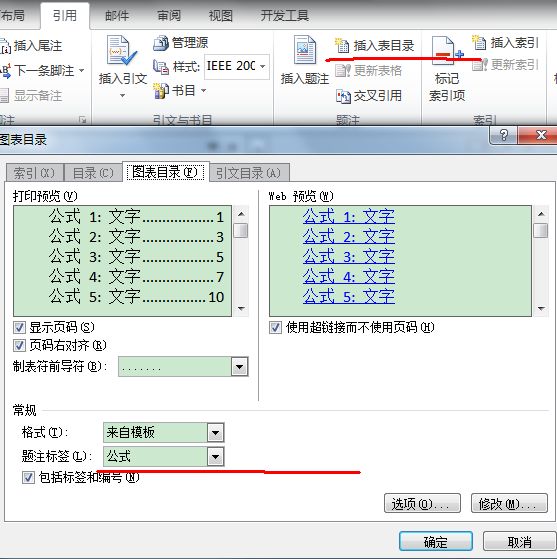 布局 引用 邮件 审阅 视图 开发工具
插入尾注 管理源 插入表目录 插入索引
下一条脚注 样式: IEEE 200 更新表格 更新索引
显示备注 插入引文 书目 插入题注 交叉引用 标记
索引项
引文与书目 题注 索引
图表目录
索引(X) 目录(C) 图表目录(F) 引文目录(A)
打印预览(V) Web 预览(W)
公式 1: 文字..................1 公式 1: 文字
公式 2: 文字..................3 公式 2: 文字
公式 3: 文字..................5 公式 3: 文字
公式 4: 文字..................7 公式 4: 文字
公式 5: 文字................10 公式 5: 文字
显示页码(S) 使用超链接而不使用页码(H)
页码右对齐(R)
制表符前导符(B): .......
常规
格式(T): 来自模板
题注标签(L): 公式
包括标签和编号(N)
选项(O)... 修改(M)...
确定 取消